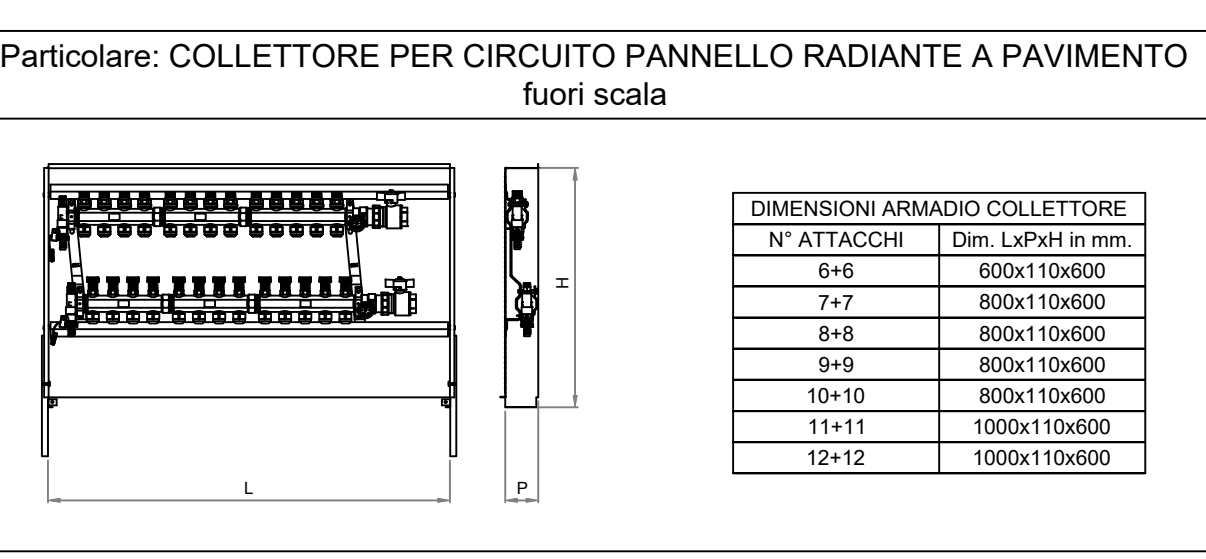 Particolare: COLLETTORE PER CIRCUITO PANNELLO RADIANTE A PAVIMENTO
fuori scala
H
L
P
DIMENSIONI ARMADIO COLLETTORE
N° ATTACCHI Dim. LxPxH in mm.
6+6 600x110x600
7+7 800x110x600
8+8 800x110x600
9+9 800x110x600
10+10 800x110x600
11+11 1000x110x600
12+12 1000x110x600